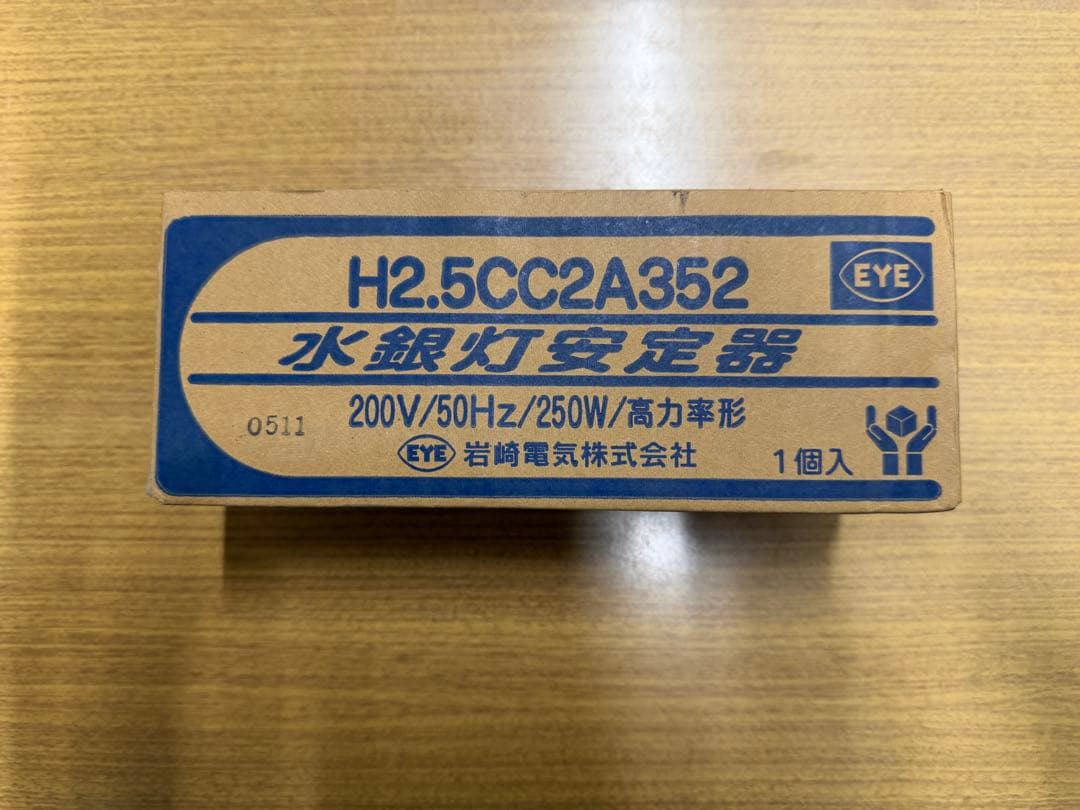 H2.5CC2A352
EYE
水銀灯安定器
200V/50Hz/250W/高力率形
0511
EYE 岩崎電気株式会社
1個入